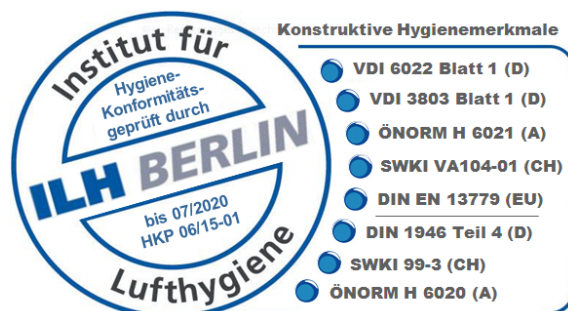 Institut für
Hygiene-
Konformitäts-
geprüft durch
ILH BERLIN
bis 07/2020
HKP 06/15-01
Lufthygiene
Konstruktive Hygienemerkmale
VDI 6022 Blatt 1 (D)
VDI 3803 Blatt 1 (D)
ÖNORM H 6021 (A)
SWKI VA104-01 (CH)
DIN EN 13779 (EU)
DIN 1946 Teil 4 (D)
SWKI 99-3 (CH)
ÖNORM H 6020 (A)